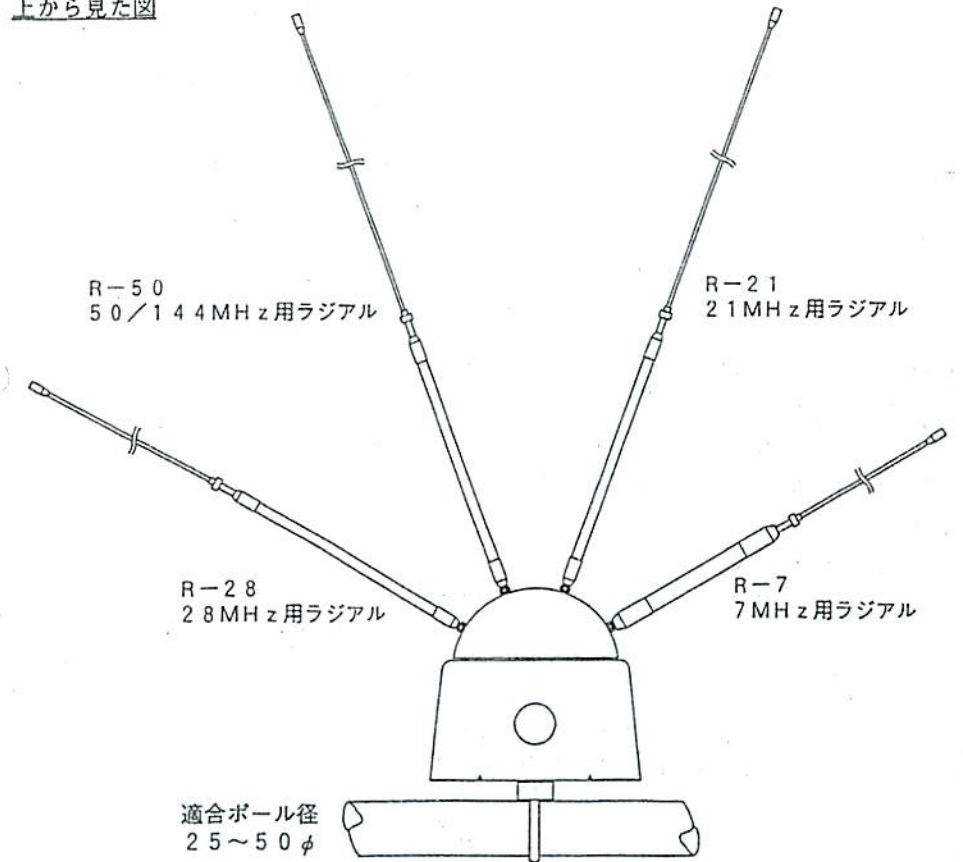 上から見た図
R－50
50／144MHz用ラジアル
R－21
21MHz用ラジアル
R－28
28MHz用ラジアル
R－7
7MHz用ラジアル
適合ポール径
25～50φ